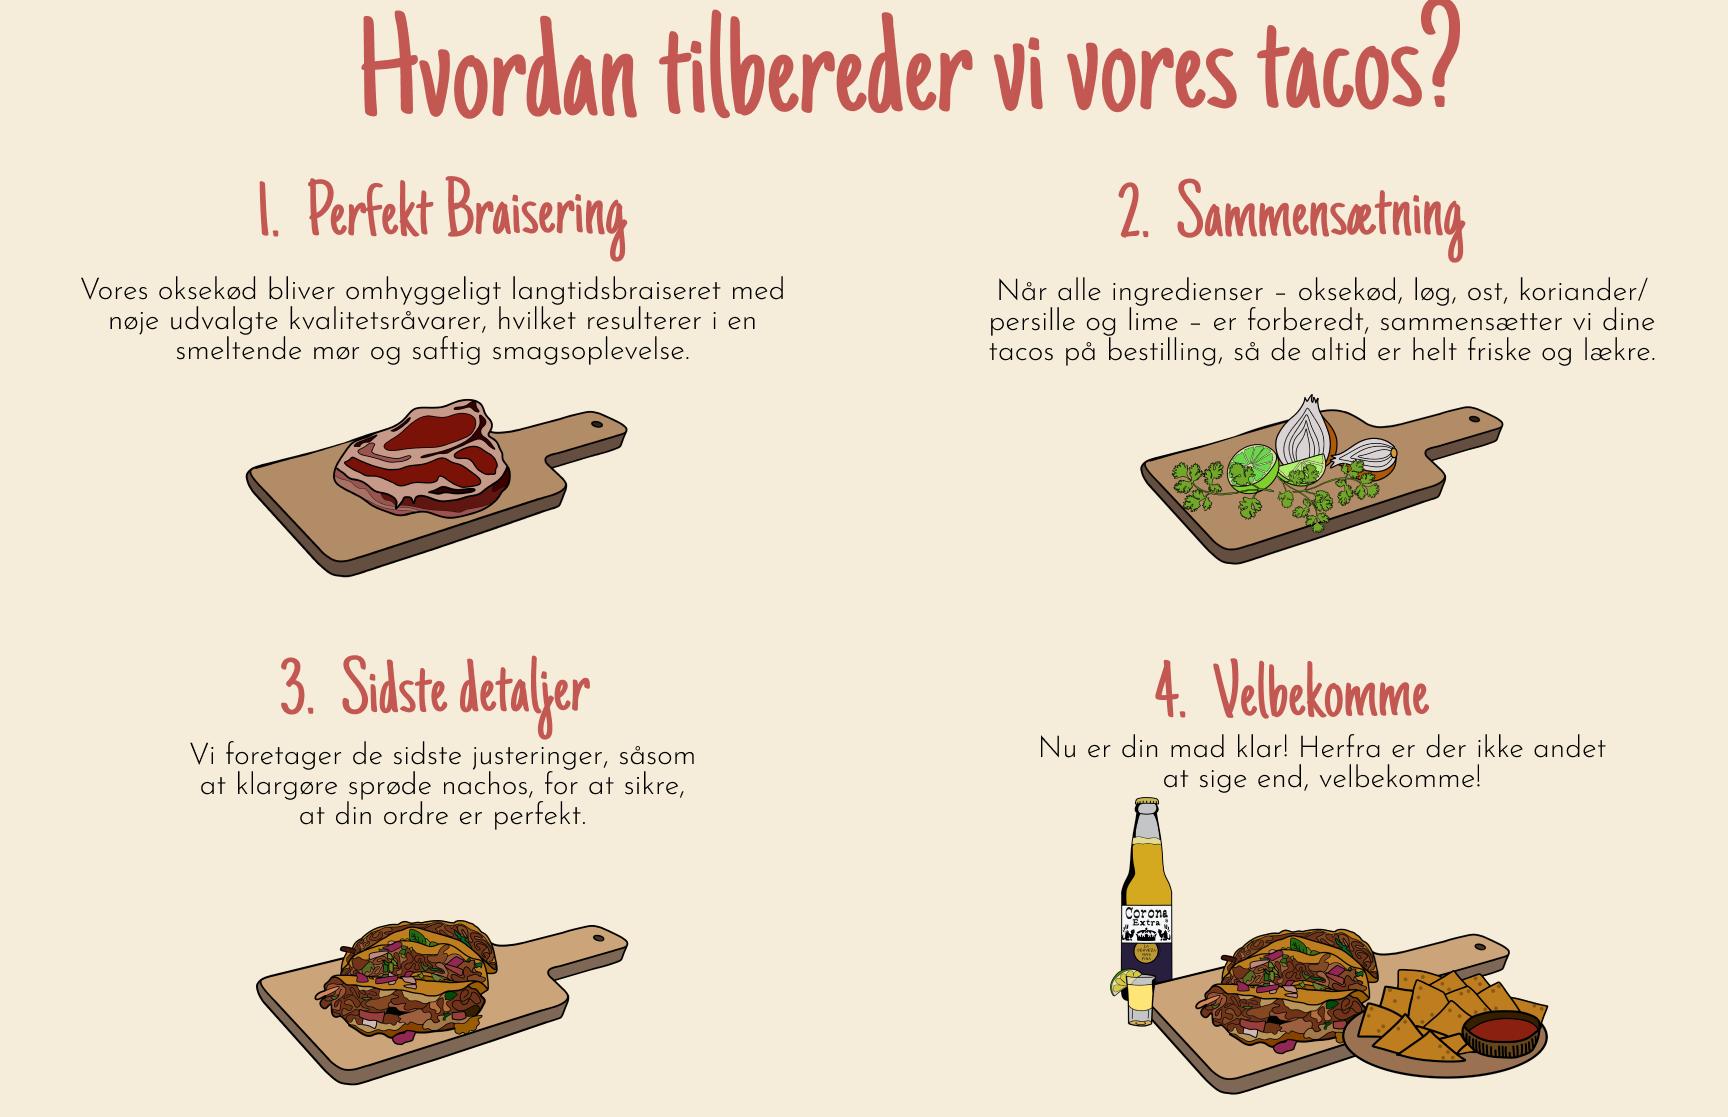 Hvordan tilbereder vi vores tacos?
1. Perfekt Braisering
Vores oksekød bliver omhyggeligt langtidsbraiseret med
nøje udvalgte kvalitetsråvarer, hvilket resulterer i en
smeltende mør og saftig smagsoplevelse.
2. Sammensætning
Når alle ingredienser – oksekød, løg, ost, koriander/
persille og lime – er forberedt, sammensætter vi dine
tacos på bestilling, så de altid er helt friske og lækre.
3. Sidste detaljer
Vi foretager de sidste justeringer, såsom
at klargøre sprøde nachos, for at sikre,
at din ordre er perfekt.
4. Velbekomme
Nu er din mad klar! Herfra er der ikke andet
at sige end, velbekomme!
Corona
Extra